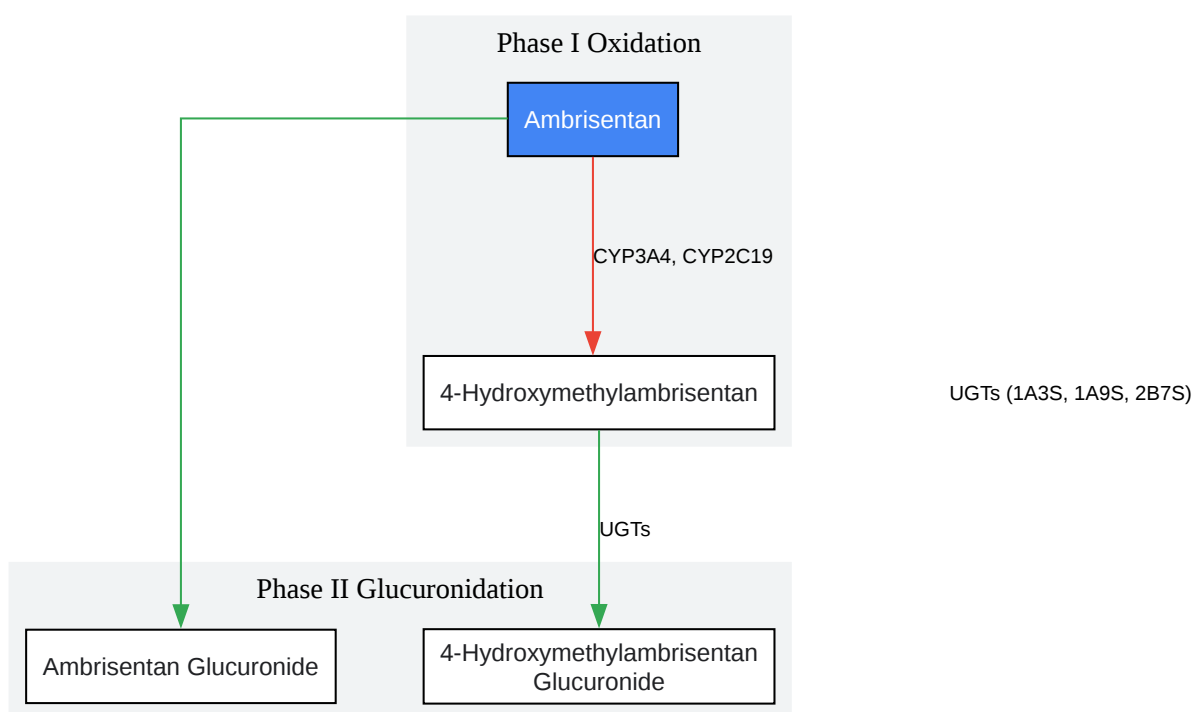 Phase I Oxidation
Ambrisentan
CYP3A4, CYP2C19
4-Hydroxymethylambrisentan
UGTs (1A3S, 1A9S, 2B7S)
UGTs
Phase II Glucuronidation
Ambrisentan Glucuronide
4-Hydroxymethylambrisentan
Glucuronide